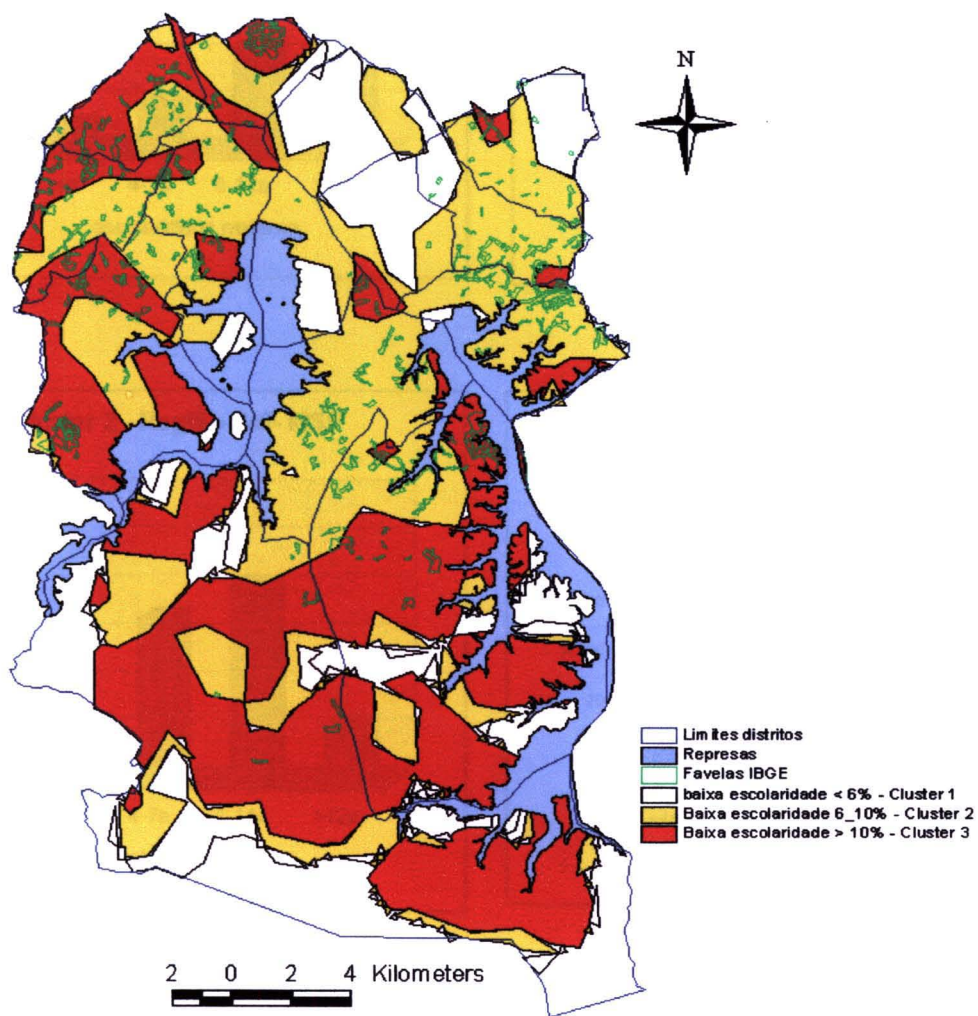 N
Limites distritos
Represas
Favelas IBGE
baixa escolaridade < 6% - Cluster 1
Baixa escolaridade 6_10% - Cluster 2
Baixa escolaridade > 10% - Cluster 3
2 0 2 4 Kilometers